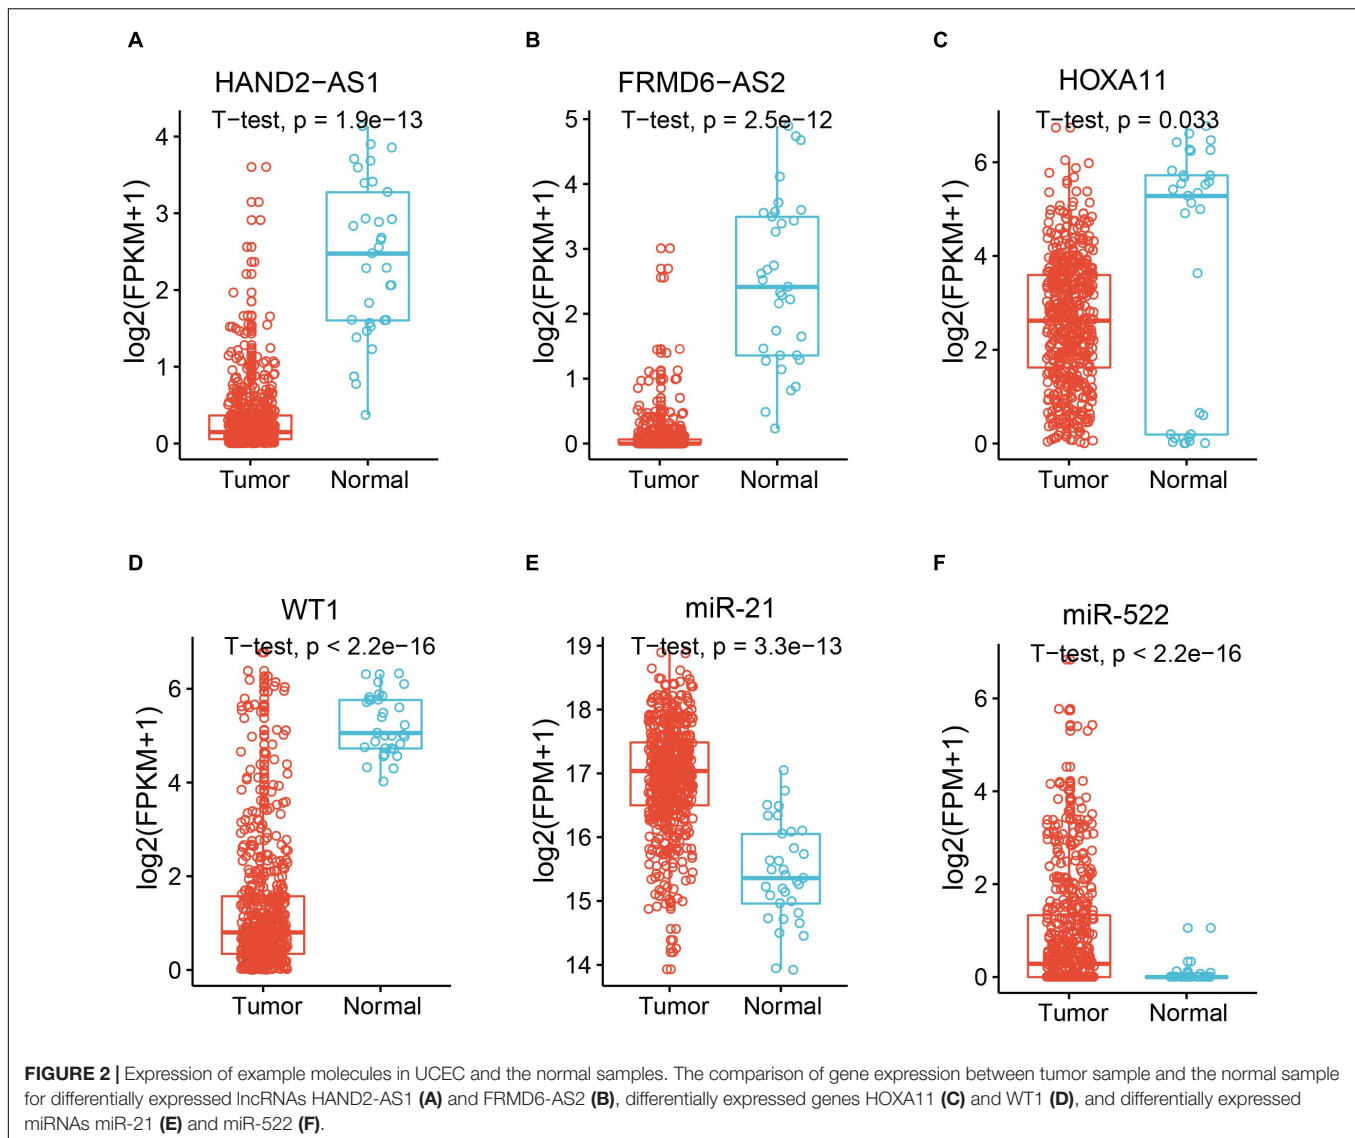 A
HAND2−AS1
T−test, p = 1.9e−13
log2(FPKM+1)
4
3
2
1
0
Tumor Normal
B
FRMD6−AS2
T−test, p = 2.5e−12
log2(FPKM+1)
5
4
3
2
1
0
Tumor Normal
C
HOXA11
T−test, p = 0.033
log2(FPKM+1)
6
4
2
0
Tumor Normal
D
WT1
T−test, p < 2.2e−16
log2(FPKM+1)
6
4
2
0
Tumor Normal
E
miR-21
T−test, p = 3.3e−13
log2(FPM+1)
19
18
17
16
15
14
Tumor Normal
F
miR-522
T−test, p < 2.2e−16
log2(FPM+1)
6
4
2
0
Tumor Normal
FIGURE 2 | Expression of example molecules in UCEC and the normal samples. The comparison of gene expression between tumor sample and the normal sample
for differentially expressed lncRNAs HAND2-AS1 (A) and FRMD6-AS2 (B), differentially expressed genes HOXA11 (C) and WT1 (D), and differentially expressed
miRNAs miR-21 (E) and miR-522 (F).